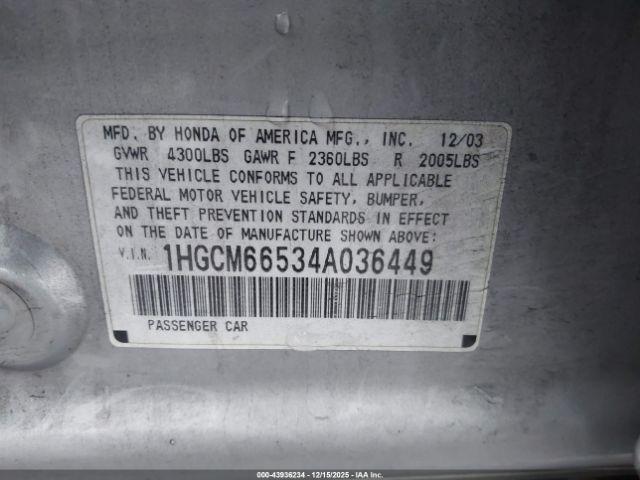 MFD. BY HONDA OF AMERICA MFG., INC. 12/03
GVWR 4300LBS GAWR F 2360LBS R 2005LBS
THIS VEHICLE CONFORMS TO ALL APPLICABLE
FEDERAL MOTOR VEHICLE SAFETY, BUMPER,
AND THEFT PREVENTION STANDARDS IN EFFECT
ON THE DATE OF MANUFACTURE SHOWN ABOVE:
V.I.N. 1HGCM66534A036449
PASSENGER CAR
000-43936234 - 12/15/2025 - IAAI.COM